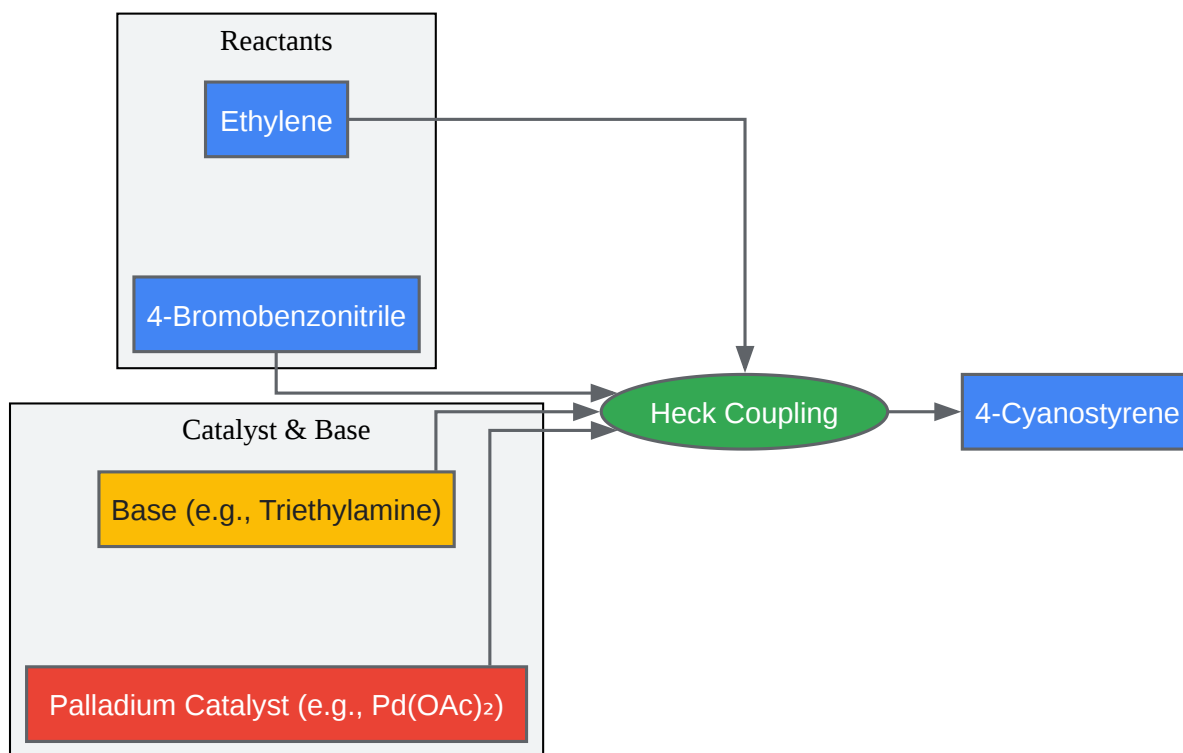 Reactants
Ethylene
4-Bromobenzonitrile
Heck Coupling
4-Cyanostyrene
Catalyst & Base
Base (e.g., Triethylamine)
Palladium Catalyst (e.g., Pd(OAc)₂)